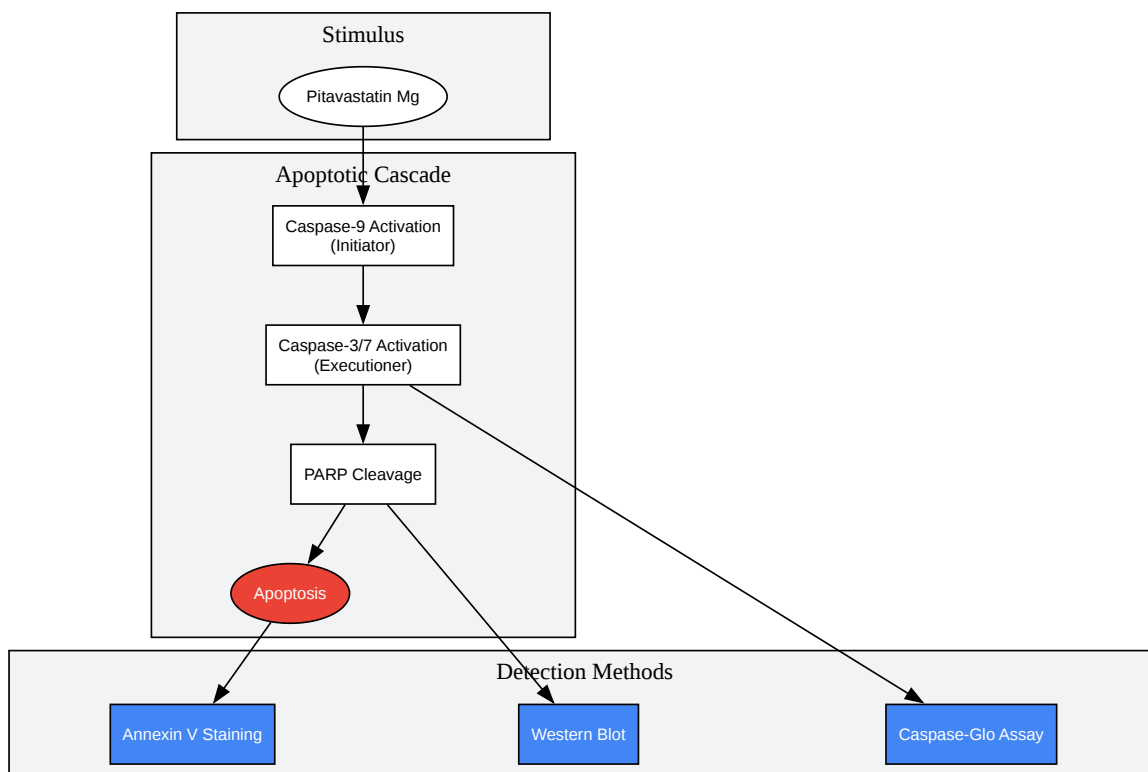 Stimulus
Pitavastatin Mg
Apoptotic Cascade
Caspase-9 Activation
(Initiator)
Caspase-3/7 Activation
(Executioner)
PARP Cleavage
Apoptosis
Detection Methods
Annexin V Staining
Western Blot
Caspase-Glo Assay